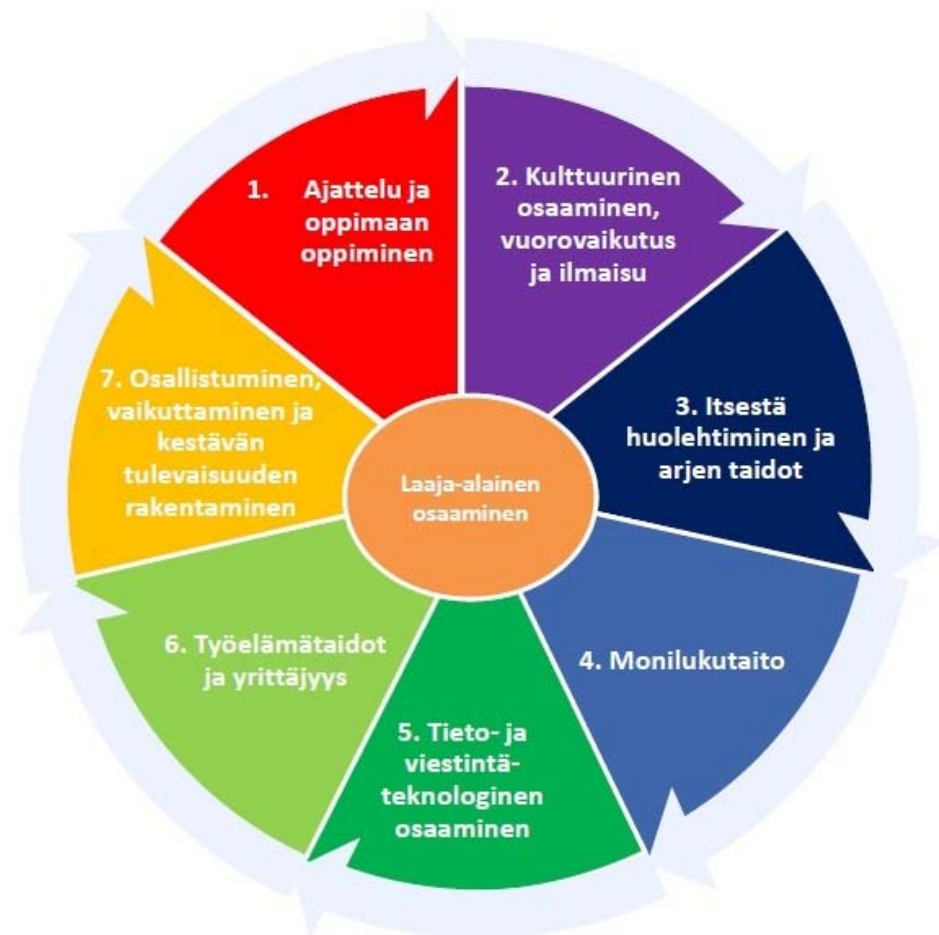 1. Ajattelu ja
oppimaan
oppiminen
2. Kulttuurinen
osaaminen,
vuorovaikutus
ja ilmaisu
3. Itsestä
huolehtiminen ja
arjen taidot
4. Monilukutaito
5. Tieto- ja
viestintä-
teknologinen
osaaminen
6. Työelämätaidot
ja yrittäjyys
7. Osallistuminen,
vaikuttaminen ja
kestävän
tulevaisuuden
rakentaminen
Laaja-alainen
osaaminen